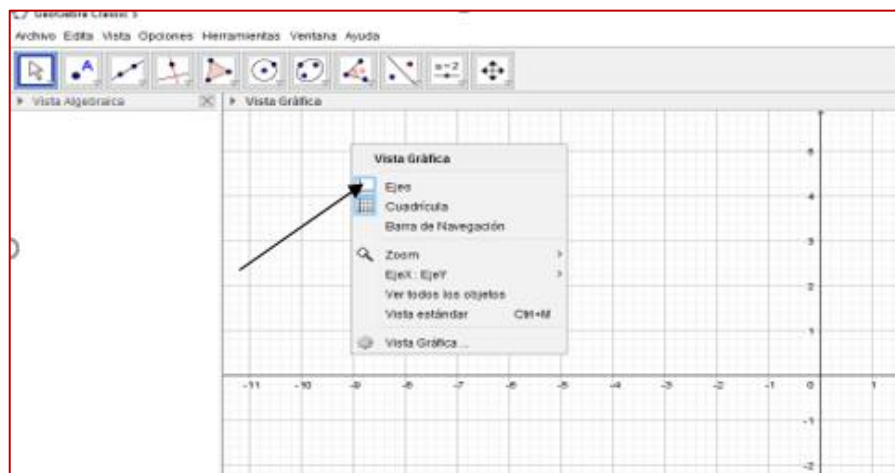 GeoGebra Classic 5
Archivo Edita Vista Opciones Herramientas Ventana Ayuda
A
a=2
Vista Algebraica
Vista Gráfica
Vista Gráfica
Ejes
Cuadrícula
Barra de Navegación
Zoom
EjeX : EjeY
Ver todos los objetos
Vista estándar Ctrl+M
Vista Gráfica ...
5
4
3
2
1
-11 -10 -9 -8 -7 -6 -5 -4 -3 -2 -1 0 1
-1
-2